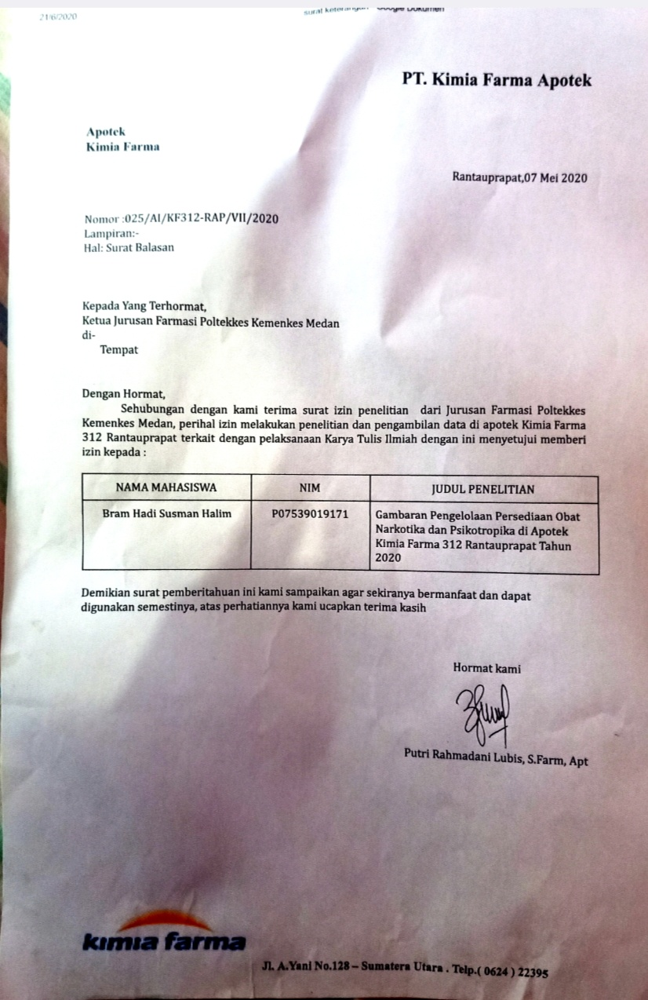 21/6/2020
surat keterangan - Google Dokumen
PT. Kimia Farma Apotek
Apotek
Kimia Farma
Rantauprapat,07 Mei 2020
Nomor :025/AI/KF312-RAP/VII/2020
Lampiran:-
Hal: Surat Balasan
Kepada Yang Terhormat,
Ketua Jurusan Farmasi Poltekkes Kemenkes Medan
di-
Tempat
Dengan Hormat,
Sehubungan dengan kami terima surat izin penelitian dari Jurusan Farmasi Poltekkes
Kemenkes Medan, perihal izin melakukan penelitian dan pengambilan data di apotek Kimia Farma
312 Rantauprapat terkait dengan pelaksanaan Karya Tulis Ilmiah dengan ini menyetujui memberi
izin kepada :
NAMA MAHASISWA NIM JUDUL PENELITIAN
Bram Hadi Susman Halim P07539019171 Gambaran Pengelolaan Persediaan Obat
Narkotika dan Psikotropika di Apotek
Kimia Farma 312 Rantauprapat Tahun
2020
Demikian surat pemberitahuan ini kami sampaikan agar sekiranya bermanfaat dan dapat
digunakan semestinya, atas perhatiannya kami ucapkan terima kasih
Hormat kami
Putri Rahmadani Lubis, S.Farm, Apt
kimia farma
Jl. A.Yani No.128 – Sumatera Utara . Telp.( 0624 ) 22395